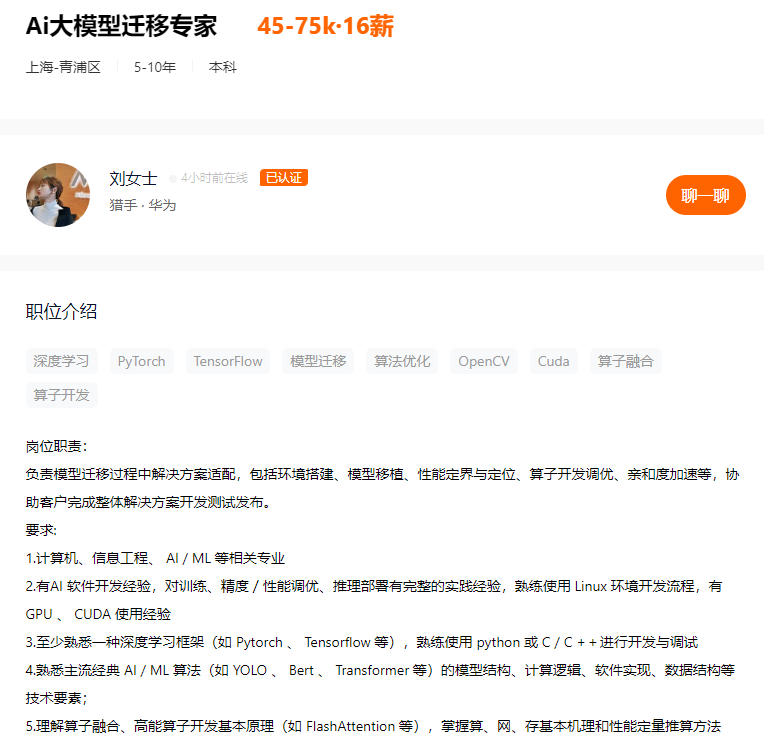 Ai大模型迁移专家 45-75k·16薪
上海-青浦区 5-10年 本科
刘女士 4小时前在线 已认证
猎手 · 华为
聊一聊
职位介绍
深度学习 PyTorch TensorFlow 模型迁移 算法优化 OpenCV Cuda 算子融合
算子开发
岗位职责：
负责模型迁移过程中解决方案适配，包括环境搭建、模型移植、性能定界与定位、算子开发调优、亲和度加速等，协
助客户完成整体解决方案开发测试发布。
要求:
1.计算机、信息工程、 AI / ML 等相关专业
2.有AI 软件开发经验，对训练、精度 / 性能调优、推理部署有完整的实践经验，熟练使用 Linux 环境开发流程，有
GPU 、 CUDA 使用经验
3.至少熟悉一种深度学习框架（如 Pytorch 、 Tensorflow 等），熟练使用 python 或 C / C + + 进行开发与调试
4.熟悉主流经典 AI / ML 算法（如 YOLO 、 Bert 、 Transformer 等）的模型结构、计算逻辑、软件实现、数据结构等
技术要素；
5.理解算子融合、高能算子开发基本原理（如 FlashAttention 等），掌握算、网、存基本机理和性能定量推算方法